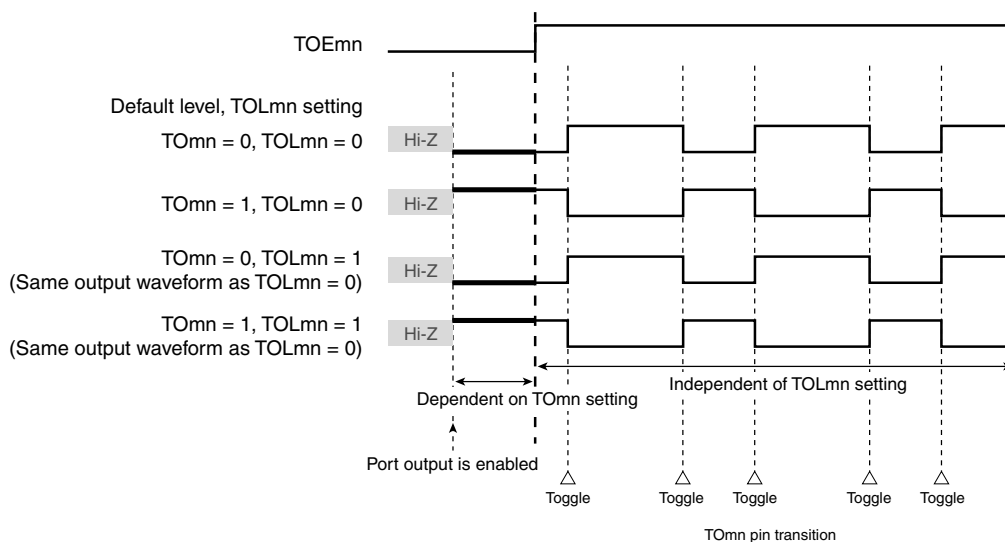 TOEmn
Default level, TOLmn setting
TOmn = 0, TOLmn = 0
Hi-Z
TOmn = 1, TOLmn = 0
Hi-Z
TOmn = 0, TOLmn = 1
(Same output waveform as TOLmn = 0)
Hi-Z
TOmn = 1, TOLmn = 1
(Same output waveform as TOLmn = 0)
Hi-Z
Independent of TOLmn setting
Dependent on TOmn setting
Port output is enabled
Toggle
Toggle
Toggle
Toggle
Toggle
TOmn pin transition